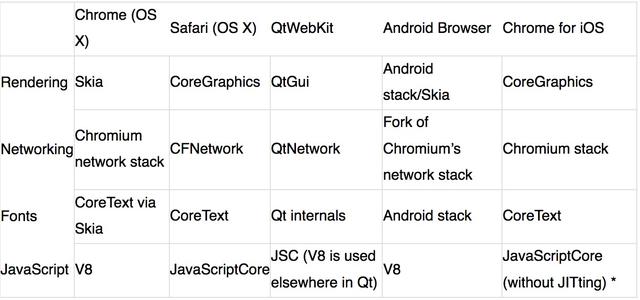 Chrome (OS X) Safari (OS X) QtWebKit Android Browser Chrome for iOS
Rendering Skia CoreGraphics QtGui Android stack/Skia CoreGraphics
Networking Chromium network stack CFNetwork QtNetwork Fork of Chromium’s network stack Chromium stack
Fonts CoreText via Skia CoreText Qt internals Android stack CoreText
JavaScript V8 JavaScriptCore JSC (V8 is used elsewhere in Qt) V8 JavaScriptCore (without JITting) *